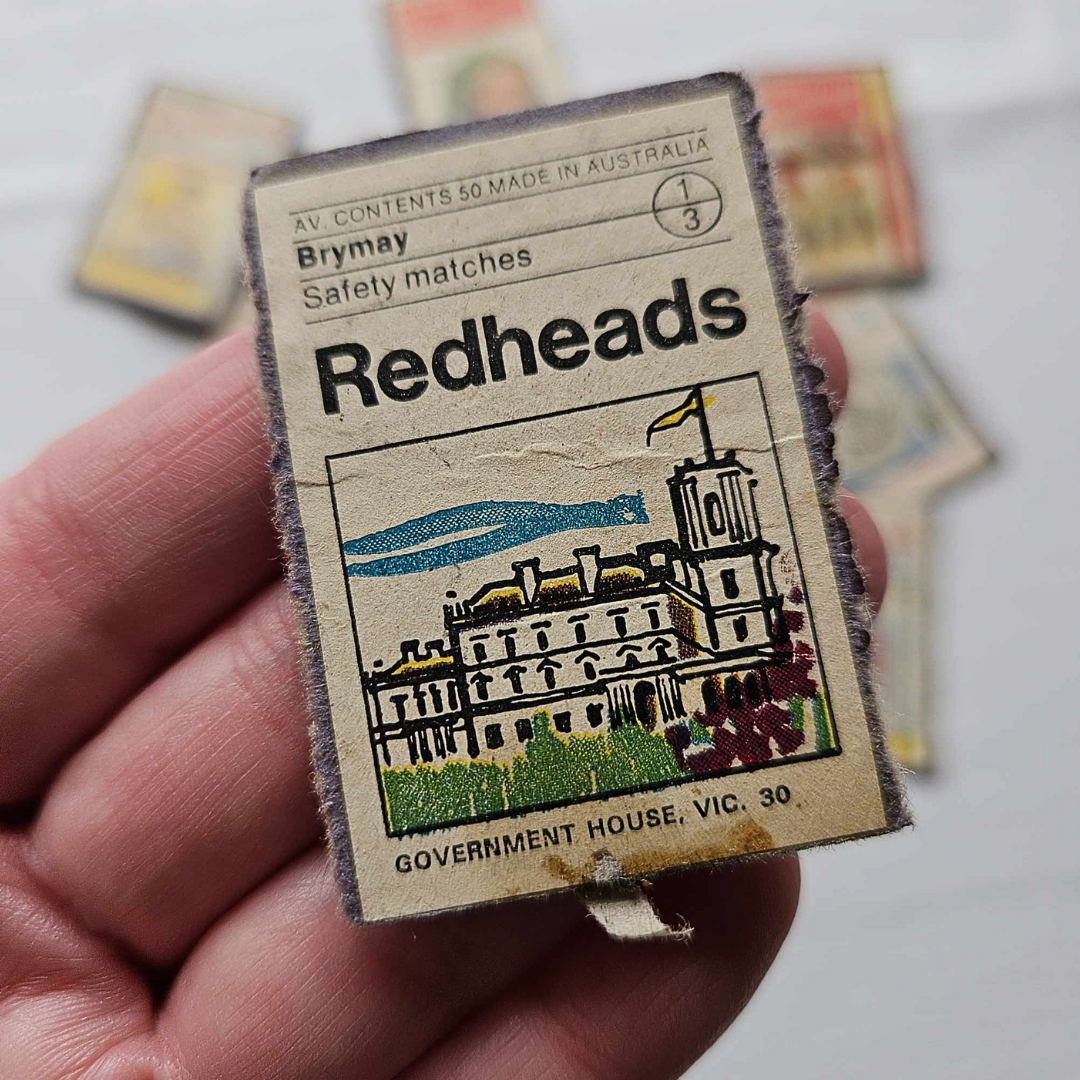 AV. CONTENTS 50 MADE IN AUSTRALIA
Brymay
1/3
Safety matches
Redheads
GOVERNMENT HOUSE, VIC. 30